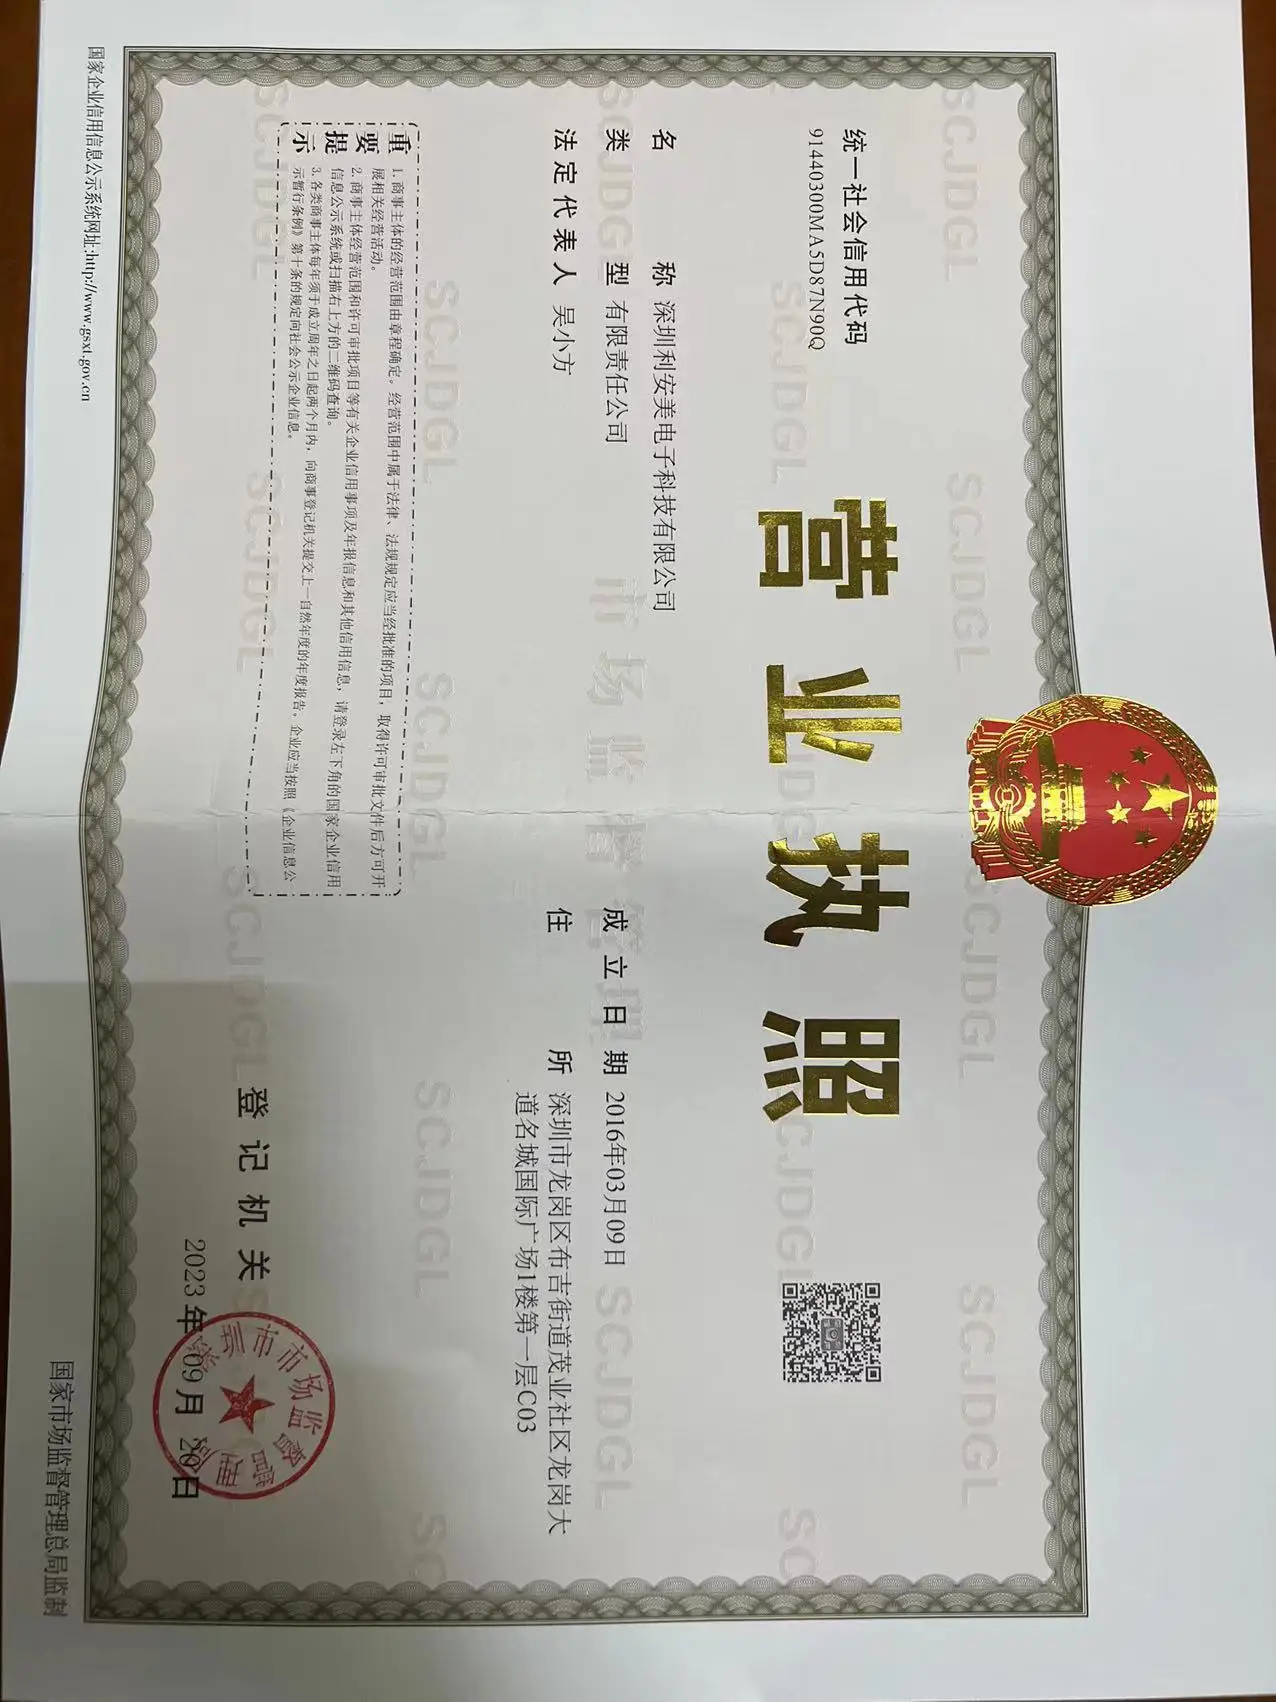 统一社会信用代码
91440300MA5D87N90Q
营业执照
名称 深圳利安美电子科技有限公司
类型 有限责任公司
法定代表人 吴小方
成立日期 2016年03月09日
住所 深圳市龙岗区布吉街道茂业社区龙岗大
道名城国际广场1楼第一层C03
重要提示
1. 商事主体的经营范围由章程确定。经营范围中属于法律、法规规定应当经批准的项目，取得许可审批文件后方可开
展相关经营活动。
2. 商事主体经营范围和许可审批项目等有关企业信用事项及年报信息和其他信用信息，请登录左下角的国家企业信用
信息公示系统或扫描右上方的二维码查询。
3. 各类商事主体每年须于成立周年之日起两个月内，向商事登记机关提交上一自然年度的年度报告。企业应当按照《企业信息公
示暂行条例》第十条的规定向社会公示企业信息。
登记机关
深圳市市场监督管理局
2023年09月20日
国家企业信用信息公示系统网址:http://www.gsxt.gov.cn
国家市场监督管理总局监制
SCJDGL
市场监督管理